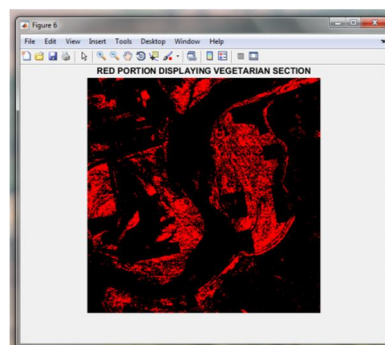 Figure 6
File Edit View Insert Tools Desktop Window Help
RED PORTION DISPLAYING VEGETARIAN SECTION